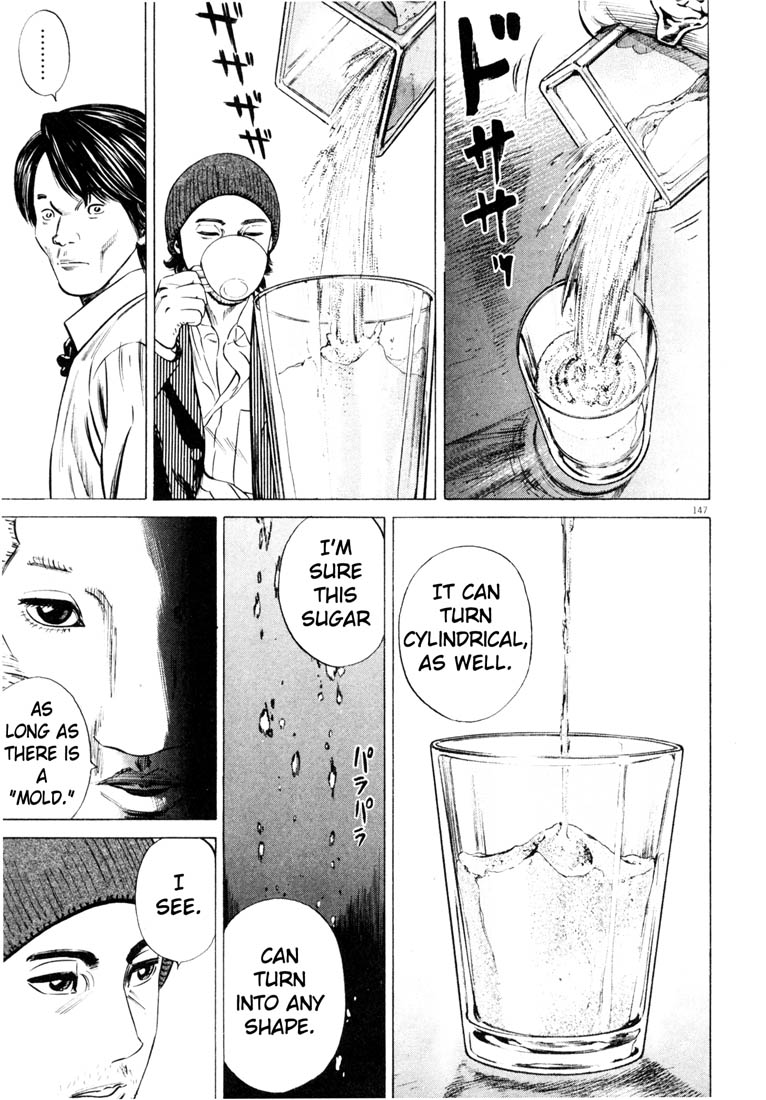 ドサササッ
ザザザザ
………
147
IT CAN
TURN
CYLINDRICAL,
AS WELL.
I'M
SURE
THIS
SUGAR
パラパラ
CAN
TURN
INTO ANY
SHAPE.
AS
LONG AS
THERE IS
A
"MOLD."
I
SEE.